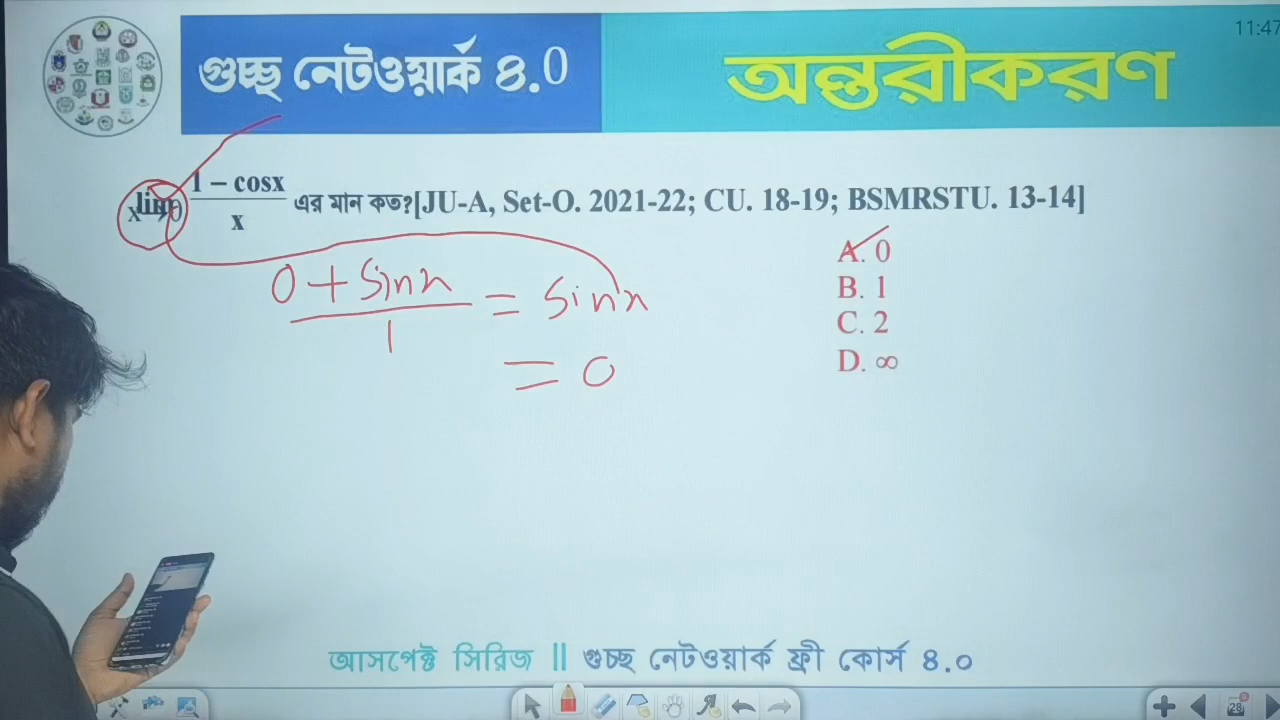 11:47
গুচ্ছ নেটওয়ার্ক ৪.0
অন্তরীকরণ
lim x→0 1 − cosx / x এর মান কত?[JU-A, Set-O. 2021-22; CU. 18-19; BSMRSTU. 13-14]
A. 0
B. 1
C. 2
D. ∞
0 + sinx / 1 = sinx
= 0
আসপেক্ট সিরিজ || গুচ্ছ নেটওয়ার্ক ফ্রী কোর্স ৪.০
28